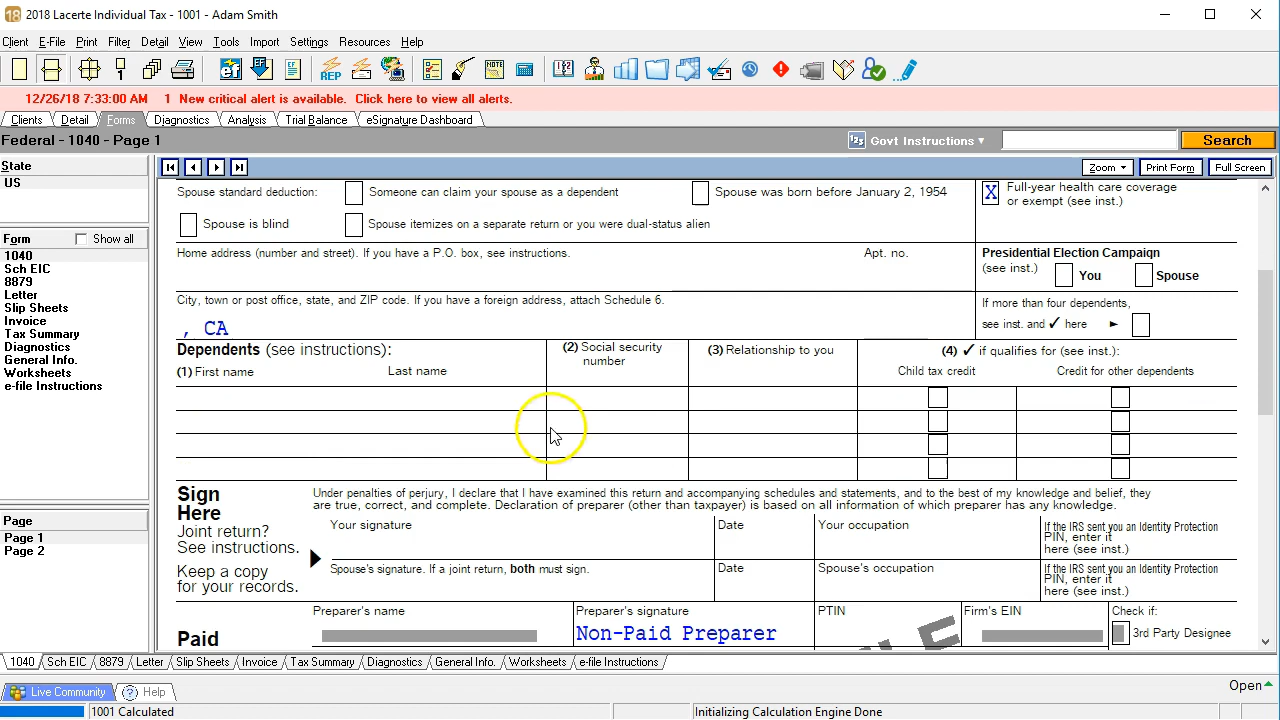 2018 Lacerte Individual Tax - 1001 - Adam Smith
Client E-File Print Filter Detail View Tools Import Settings Resources Help
18 ef REP NOTE
12/26/18 7:33:00 AM 1 New critical alert is available. Click here to view all alerts.
Clients Detail Forms Diagnostics Analysis Trial Balance eSignature Dashboard
Federal - 1040 - Page 1
123 Govt Instructions Search
State
US
Form Show all
1040
Sch EIC
8879
Letter
Slip Sheets
Invoice
Tax Summary
Diagnostics
General Info.
Worksheets
e-file Instructions
Page
Page 1
Page 2
Zoom Print Form Full Screen
Spouse standard deduction: Someone can claim your spouse as a dependent Spouse was born before January 2, 1954
X Full-year health care coverage
or exempt (see inst.)
Spouse is blind Spouse itemizes on a separate return or you were dual-status alien
Home address (number and street). If you have a P.O. box, see instructions. Apt. no.
Presidential Election Campaign
(see inst.) You Spouse
City, town or post office, state, and ZIP code. If you have a foreign address, attach Schedule 6.
, CA
If more than four dependents,
see inst. and ✓ here ►
Dependents (see instructions):
(1) First name Last name
(2) Social security
number
(3) Relationship to you
(4) ✓ if qualifies for (see inst.):
Child tax credit Credit for other dependents
Sign
Here
Joint return?
See instructions.
Keep a copy
for your records.
Under penalties of perjury, I declare that I have examined this return and accompanying schedules and statements, and to the best of my knowledge and belief, they
are true, correct, and complete. Declaration of preparer (other than taxpayer) is based on all information of which preparer has any knowledge.
Your signature Date Your occupation
If the IRS sent you an Identity Protection
PIN, enter it
here (see inst.)
Spouse's signature. If a joint return, both must sign. Date Spouse's occupation
If the IRS sent you an Identity Protection
PIN, enter it
here (see inst.)
Paid
Preparer's name Preparer's signature PTIN Firm's EIN Check if:
Non-Paid Preparer
3rd Party Designee
1040 Sch EIC 8879 Letter Slip Sheets Invoice Tax Summary Diagnostics General Info. Worksheets e-file Instructions
Live Community ? Help Open
1001 Calculated Initializing Calculation Engine Done